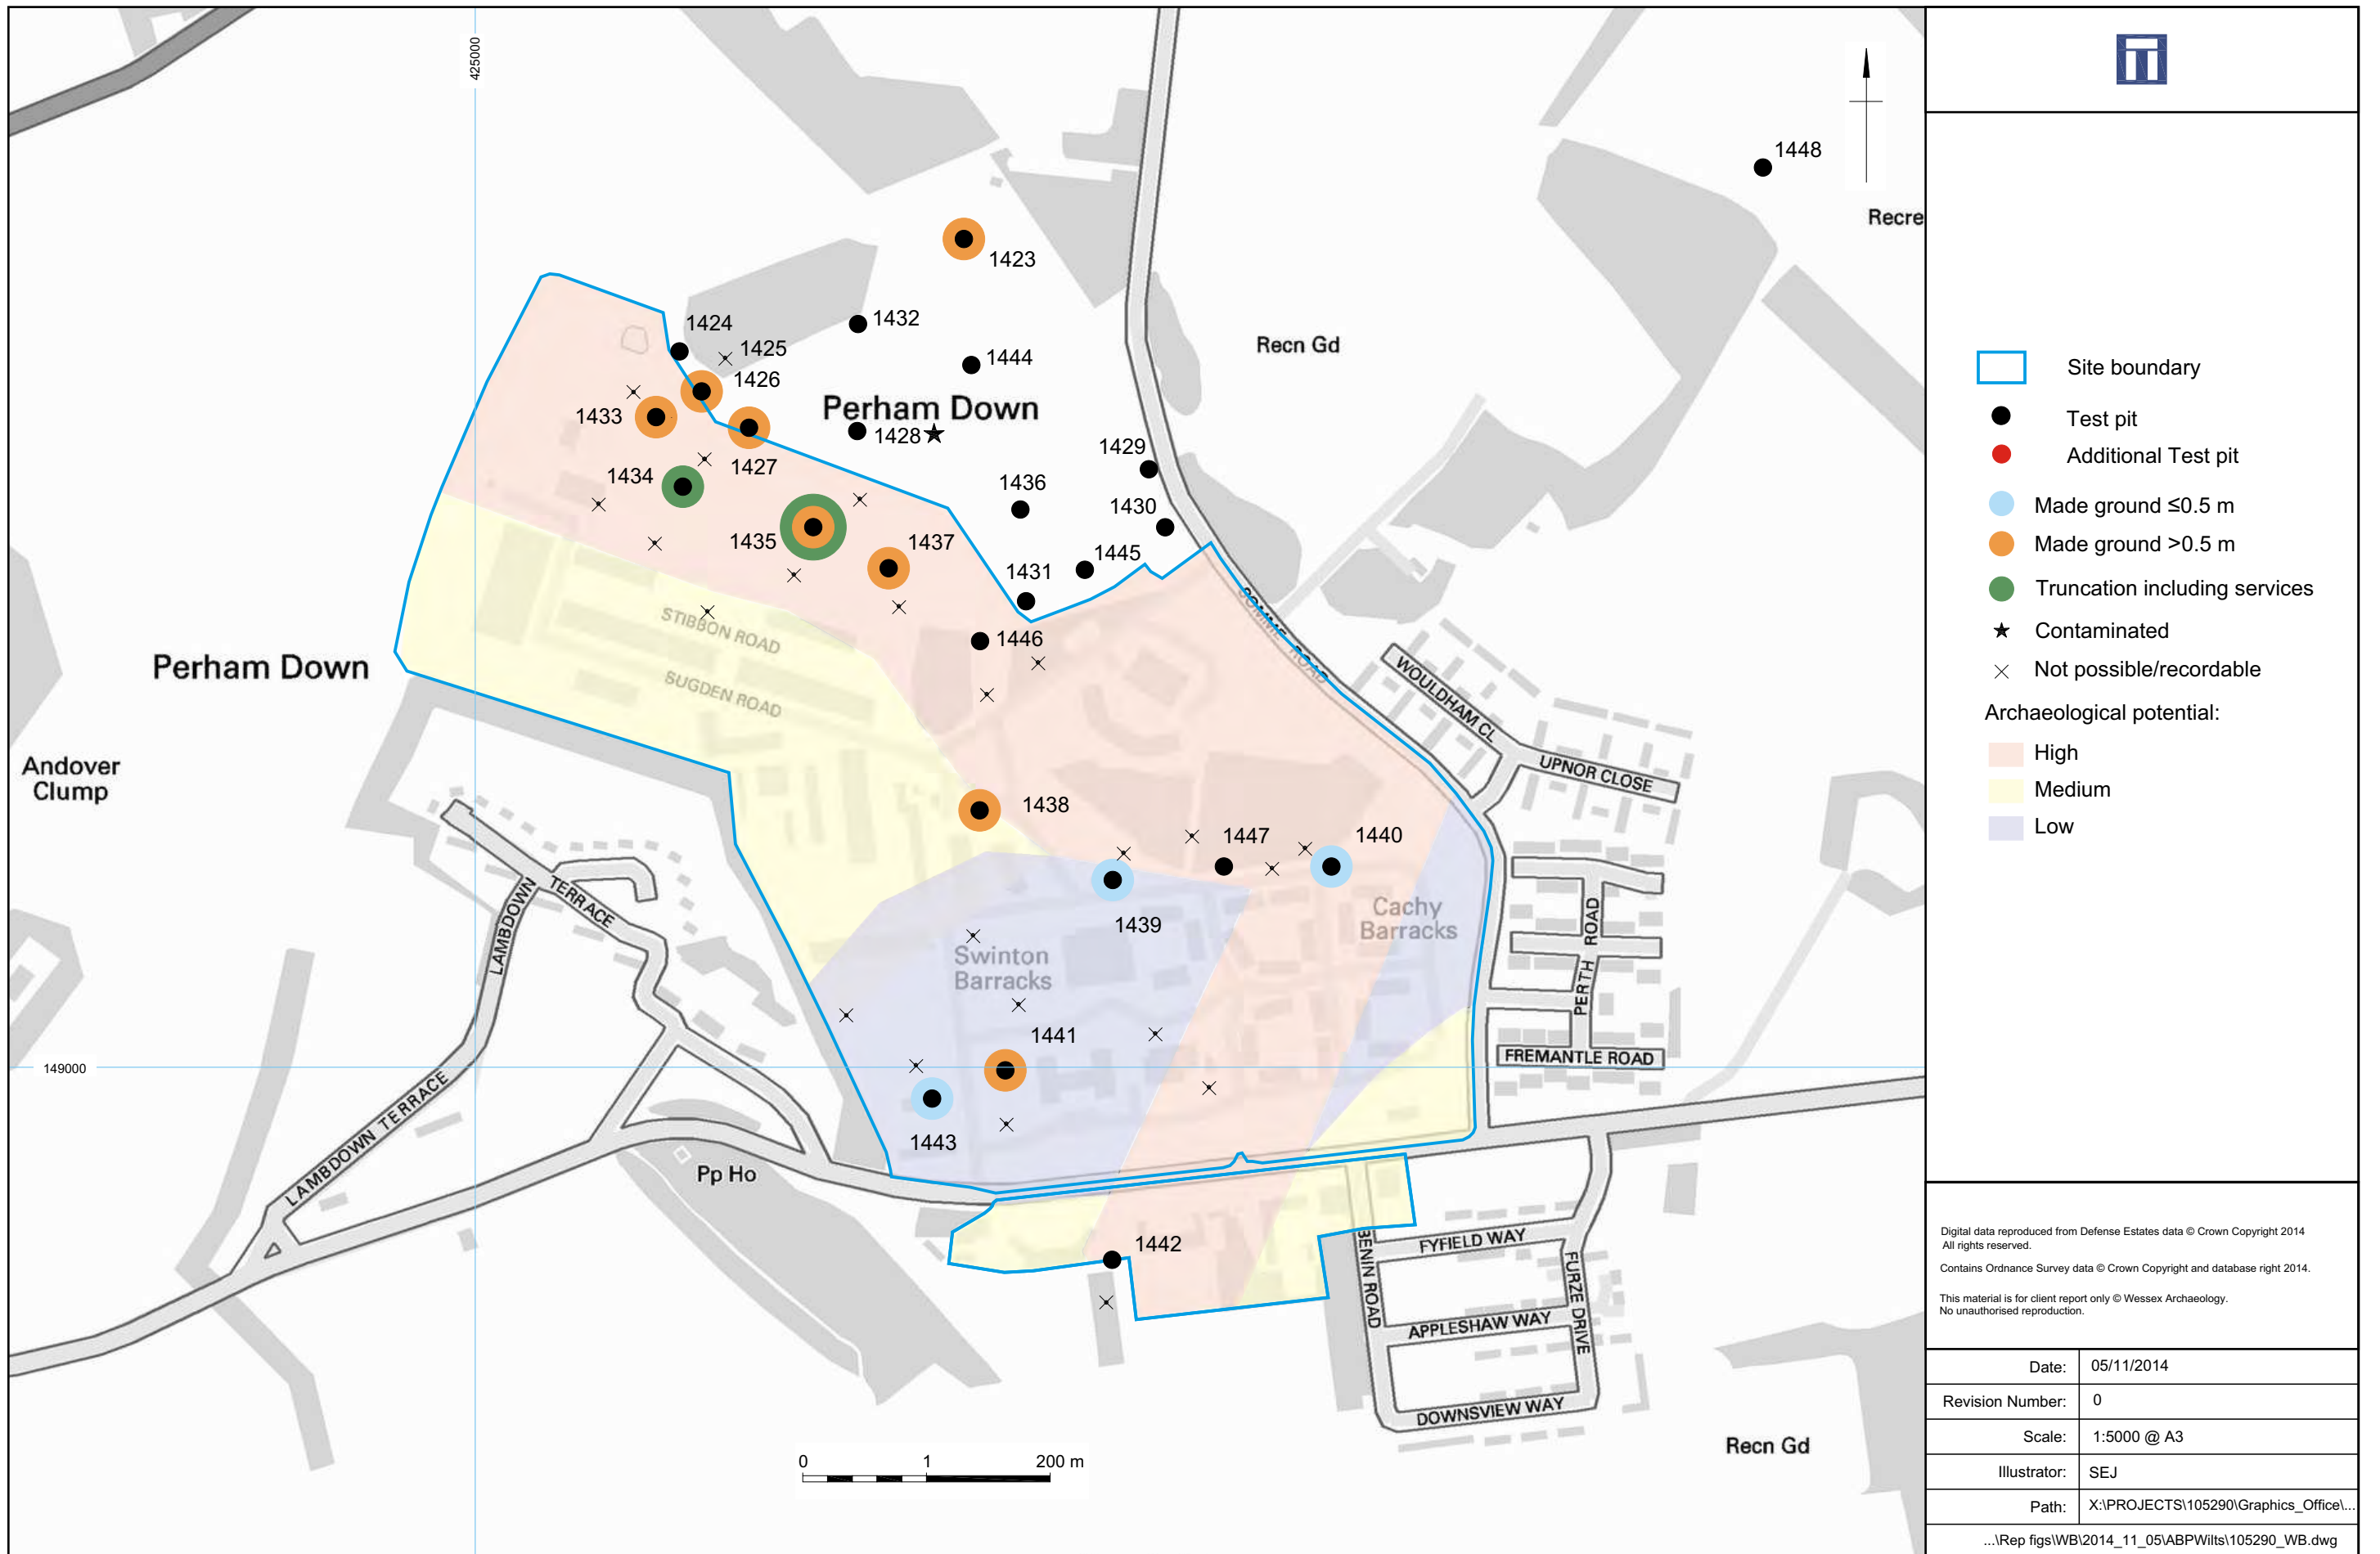 425000
1448
Recre
1423
1432
1424
1425
1444
1426
Recn Gd
Perham Down
1433
1428
1427
1429
1434
1436
1430
1435
1437
1445
1431
STIBBON ROAD
1446
SOMME ROAD
Perham Down
SUGDEN ROAD
WOULDHAM CL
UPNOR CLOSE
Andover
Clump
1438
1447
1440
LAMBDOWN
TERRACE
1439
Cachy
Barracks
Swinton
Barracks
PERTH ROAD
1441
FREMANTLE ROAD
149000
LAMBDOWN TERRACE
1443
Pp Ho
1442
BENIN ROAD
FYFIELD WAY
FURZE DRIVE
APPLESHAW WAY
DOWNSVIEW WAY
Recn Gd
0 1 200 m
Site boundary
Test pit
Additional Test pit
Made ground ≤0.5 m
Made ground >0.5 m
Truncation including services
Contaminated
Not possible/recordable
Archaeological potential:
High
Medium
Low
Digital data reproduced from Defense Estates data © Crown Copyright 2014
All rights reserved.
Contains Ordnance Survey data © Crown Copyright and database right 2014.
This material is for client report only © Wessex Archaeology.
No unauthorised reproduction.
Date: 05/11/2014
Revision Number: 0
Scale: 1:5000 @ A3
Illustrator: SEJ
Path: X:\PROJECTS\105290\Graphics_Office\...
...\Rep figs\WB\2014_11_05\ABPWilts\105290_WB.dwg